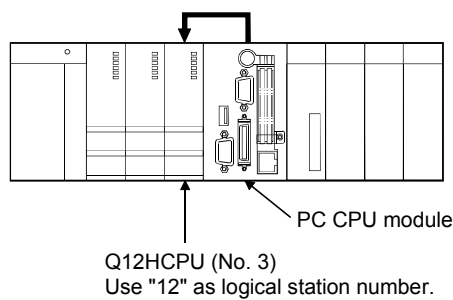 PC CPU module
Q12HCPU (No. 3)
Use "12" as logical station number.